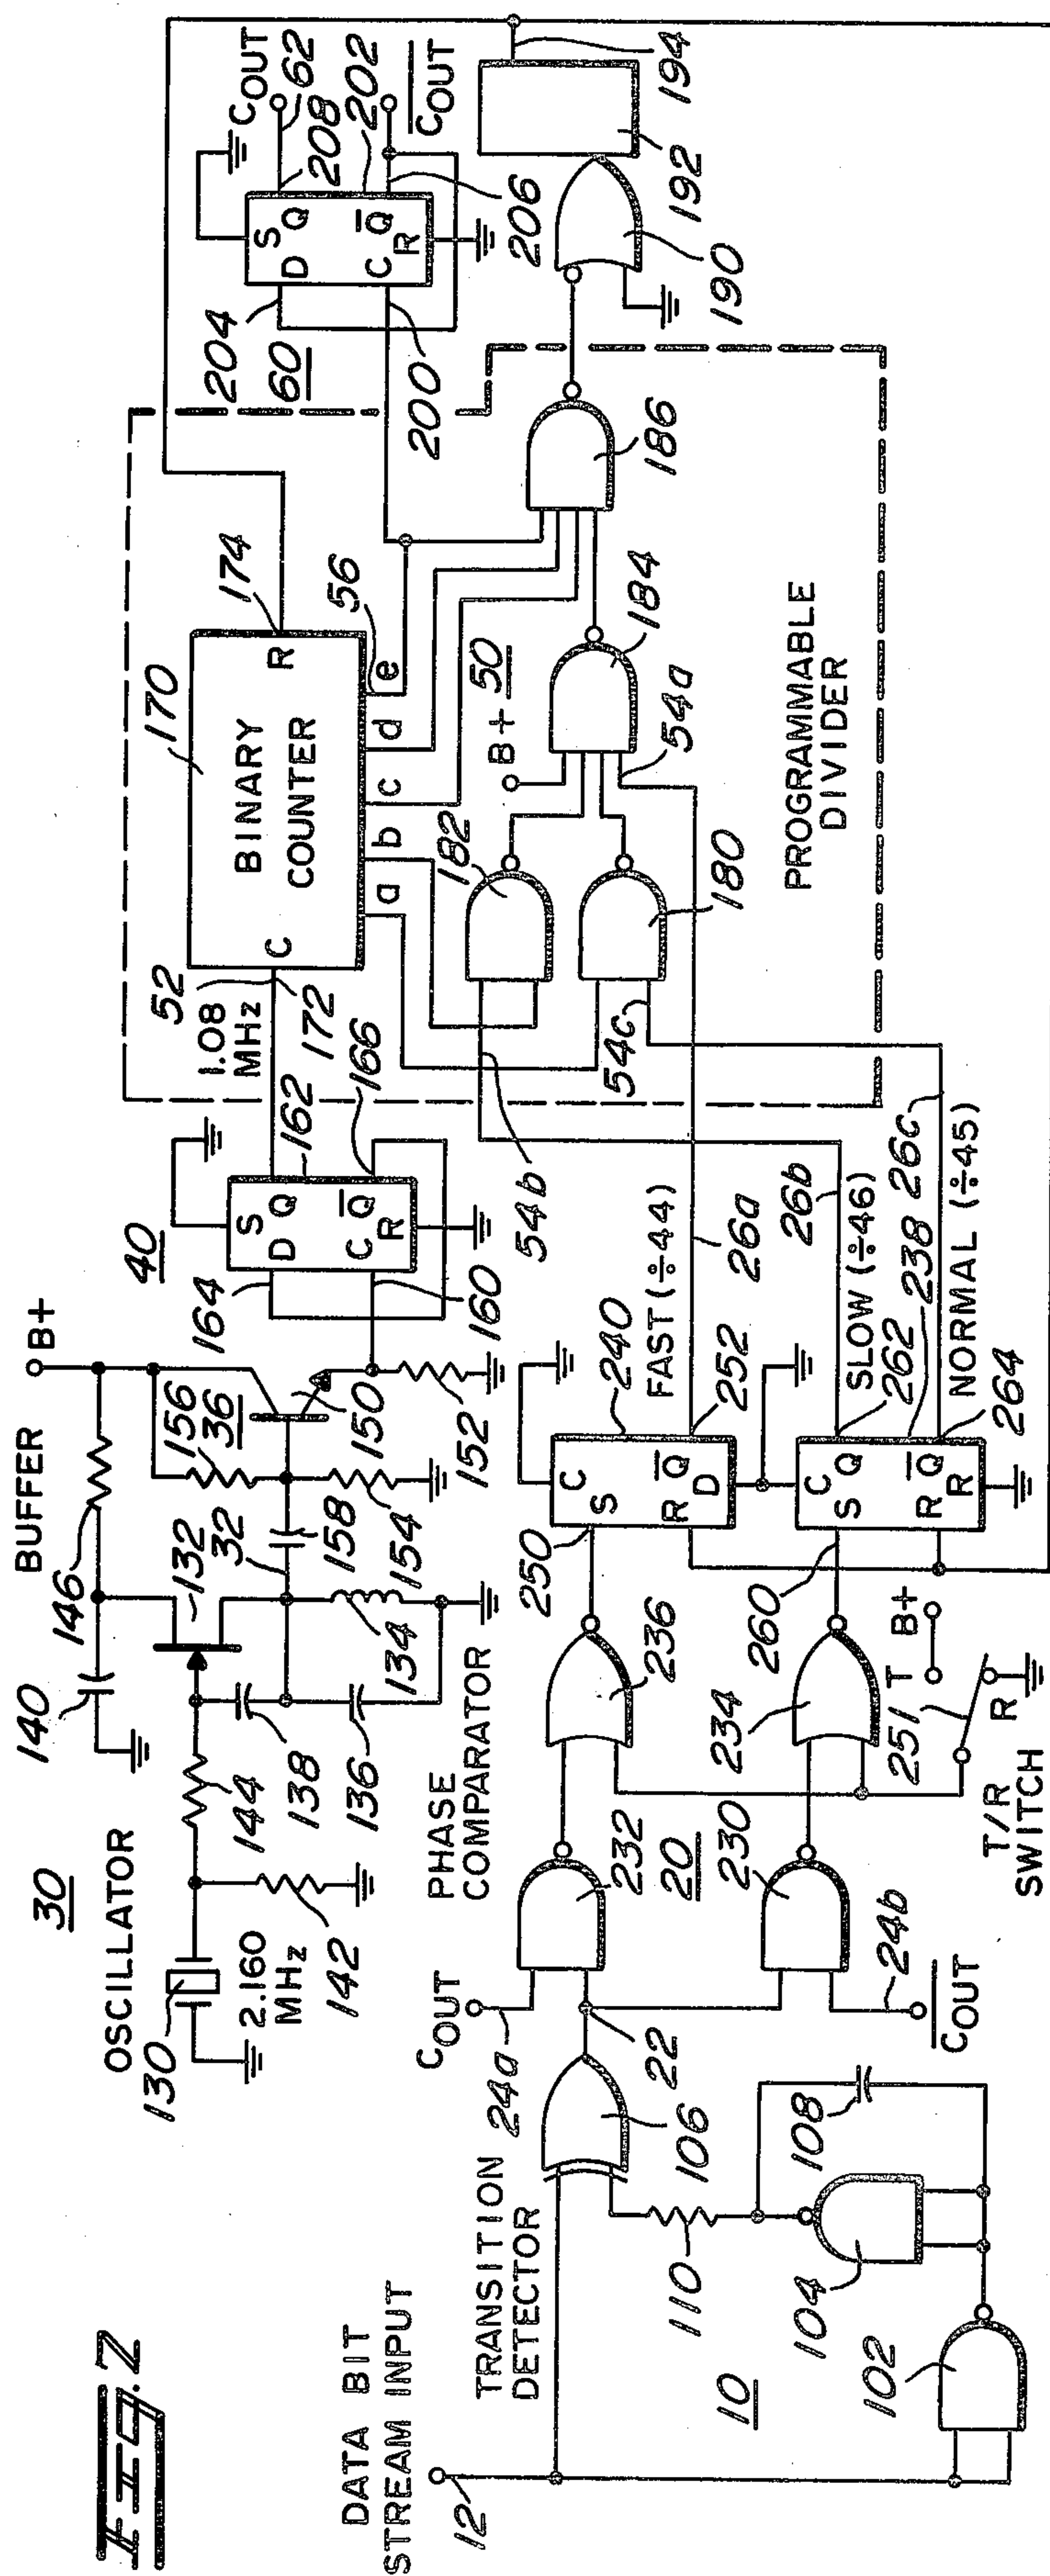 Fig. 2
30
OSCILLATOR
BUFFER
B+
140
146
132
32
156
36
130
2.160
MHz
142
144
138
136
134
158
154
150
152
40
164
S
D Q
C Q̅
R
160
162
166
52
1.08
MHz
172
170
BINARY
COUNTER
C
R
174
a b c d e
56
204
60
S
D Q
C Q̅
R
200
206
208
202
62
COUT
C̅O̅U̅T̅
DATA BIT
STREAM INPUT
12
TRANSITION
DETECTOR
10
102
104
108
110
106
22
24a
COUT
24b
C̅O̅U̅T̅
PHASE
COMPARATOR
20
232
230
236
234
T/R
SWITCH
251
T
R
B+
250
260
C
S
Q̅
R
D
240
252
FAST (÷44)
26a
C
S Q
Q̅
R
R
262
SLOW (÷46)
26b
238
264
NORMAL (÷45)
26c
54b
54c
54a
182
180
B+
50
184
186
PROGRAMMABLE
DIVIDER
190
192
194